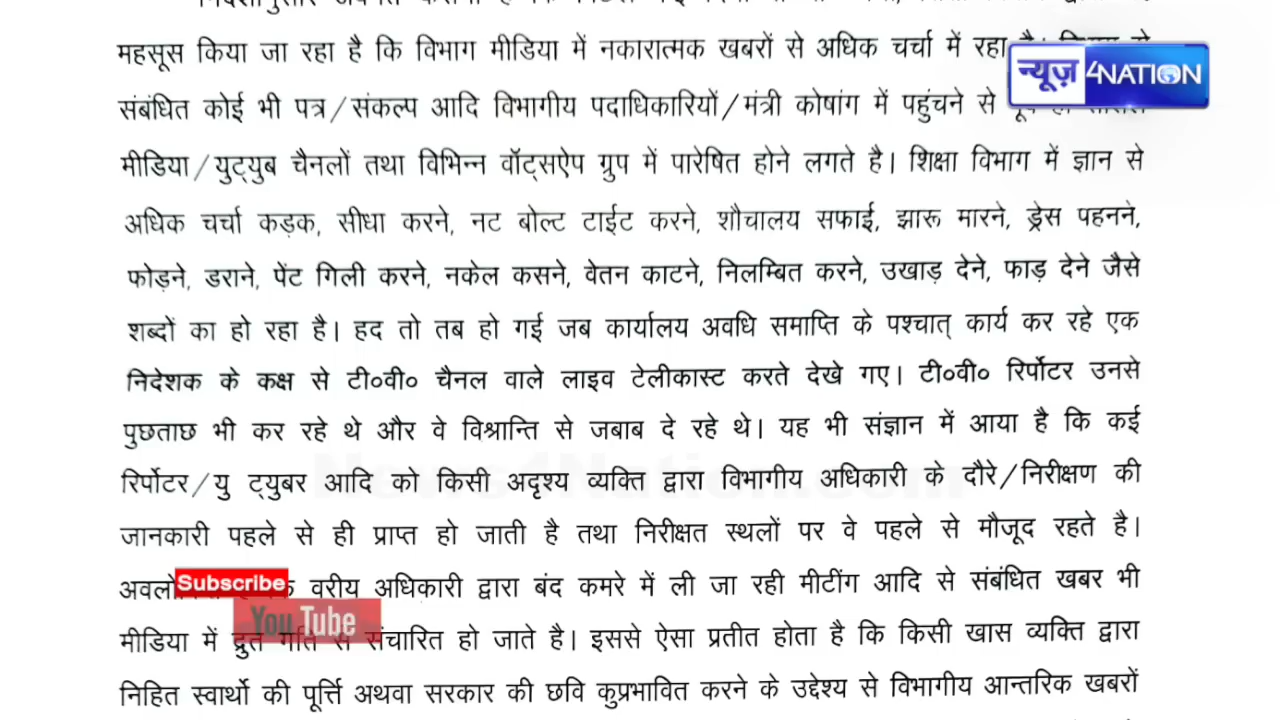 महसूस किया जा रहा है कि विभाग मीडिया में नकारात्मक खबरों से अधिक चर्चा में रहा है।
न्यूज़ 4NATION
संबंधित कोई भी पत्र/संकल्प आदि विभागीय पदाधिकारियों/मंत्री कोषांग में पहुंचने से
मीडिया/युट्युब चैनलों तथा विभिन्न वॉट्सऐप ग्रुप में पारेषित होने लगते है। शिक्षा विभाग में ज्ञान से
अधिक चर्चा कड़क, सीधा करने, नट बोल्ट टाईट करने, शौचालय सफाई, झारू मारने, ड्रेस पहनने,
फोड़ने, डराने, पेंट गिली करने, नकेल कसने, वेतन काटने, निलम्बित करने, उखाड़ देने, फाड़ देने जैसे
शब्दों का हो रहा है। हद तो तब हो गई जब कार्यालय अवधि समाप्ति के पश्चात् कार्य कर रहे एक
निदेशक के कक्ष से टी०वी० चैनल वाले लाइव टेलीकास्ट करते देखे गए। टी०वी० रिर्पोटर उनसे
पुछताछ भी कर रहे थे और वे विश्रान्ति से जबाब दे रहे थे। यह भी संज्ञान में आया है कि कई
News4Nation.com
रिर्पोटर/यु ट्युबर आदि को किसी अदृश्य व्यक्ति द्वारा विभागीय अधिकारी के दौरे/निरीक्षण की
जानकारी पहले से ही प्राप्त हो जाती है तथा निरीक्षत स्थलों पर वे पहले से मौजूद रहते है।
Subscribe
वरीय अधिकारी द्वारा बंद कमरे में ली जा रही मीटींग आदि से संबंधित खबर भी
You Tube
मीडिया में द्रुत गति से संचारित हो जाते है। इससे ऐसा प्रतीत होता है कि किसी खास व्यक्ति द्वारा
निहित स्वार्थो की पूर्त्ति अथवा सरकार की छवि कुप्रभावित करने के उद्देश्य से विभागीय आन्तरिक खबरों